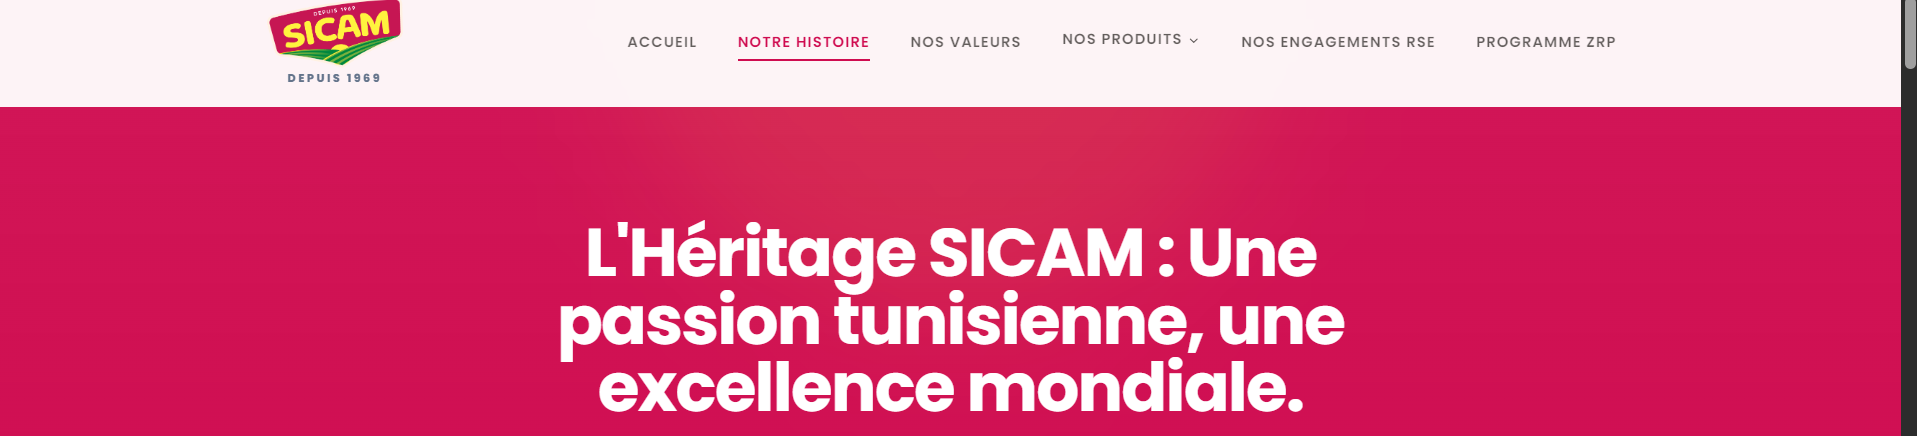 DEPUIS 1969
SICAM
DEPUIS 1969
ACCUEIL NOTRE HISTOIRE NOS VALEURS NOS PRODUITS NOS ENGAGEMENTS RSE PROGRAMME ZRP
L'Héritage SICAM : Une
passion tunisienne, une
excellence mondiale.